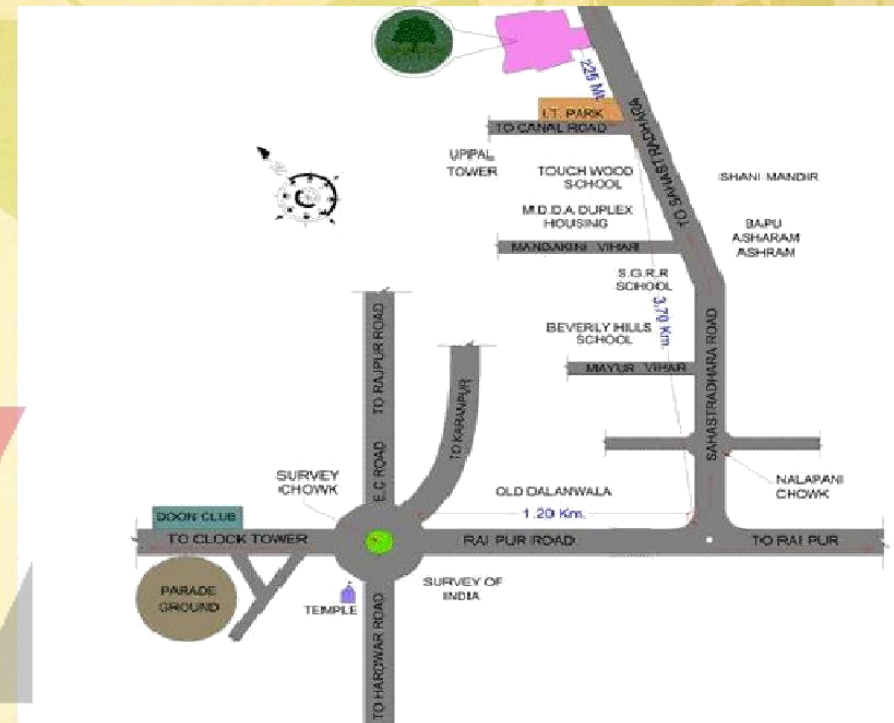 225 Mt.
I.T. PARK
TO CANAL ROAD
TO SAHASTRADHARA
UPPAL
TOWER
TOUCH WOOD
SCHOOL
SHANI MANDIR
M.D.D.A DUPLEX
HOUSING
BAPU
ASHARAM
ASHRAM
MANDAKINI VIHAR
S.G.R.R
SCHOOL
3.70 Km.
BEVERLY HILLS
SCHOOL
MAYUR VIHAR
SAHASTRADHARA ROAD
TO RAJPUR ROAD
E.C ROAD
TO KARANPUR
SURVEY
CHOWK
OLD DALANWALA
NALAPANI
CHOWK
1.20 Km.
DOON CLUB
TO CLOCK TOWER
RAI PUR ROAD
TO RAI PUR
PARADE
GROUND
TEMPLE
SURVEY OF
INDIA
TO HARDWAR ROAD